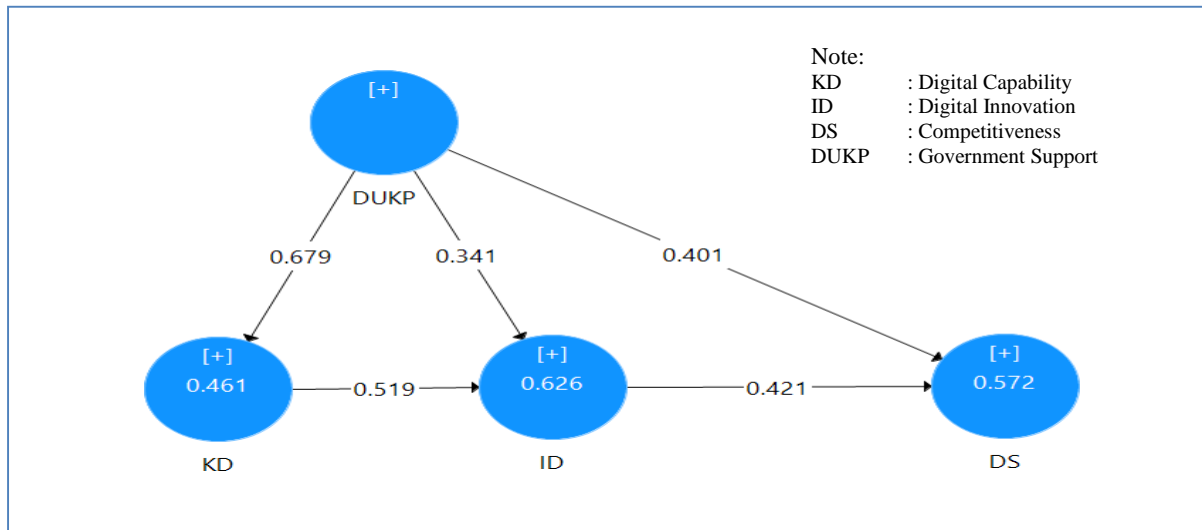 Note:
KD : Digital Capability
ID : Digital Innovation
DS : Competitiveness
DUKP : Government Support
[+]
DUKP
0.679
0.341
0.401
[+]
0.461
0.519
[+]
0.626
0.421
[+]
0.572
KD
ID
DS